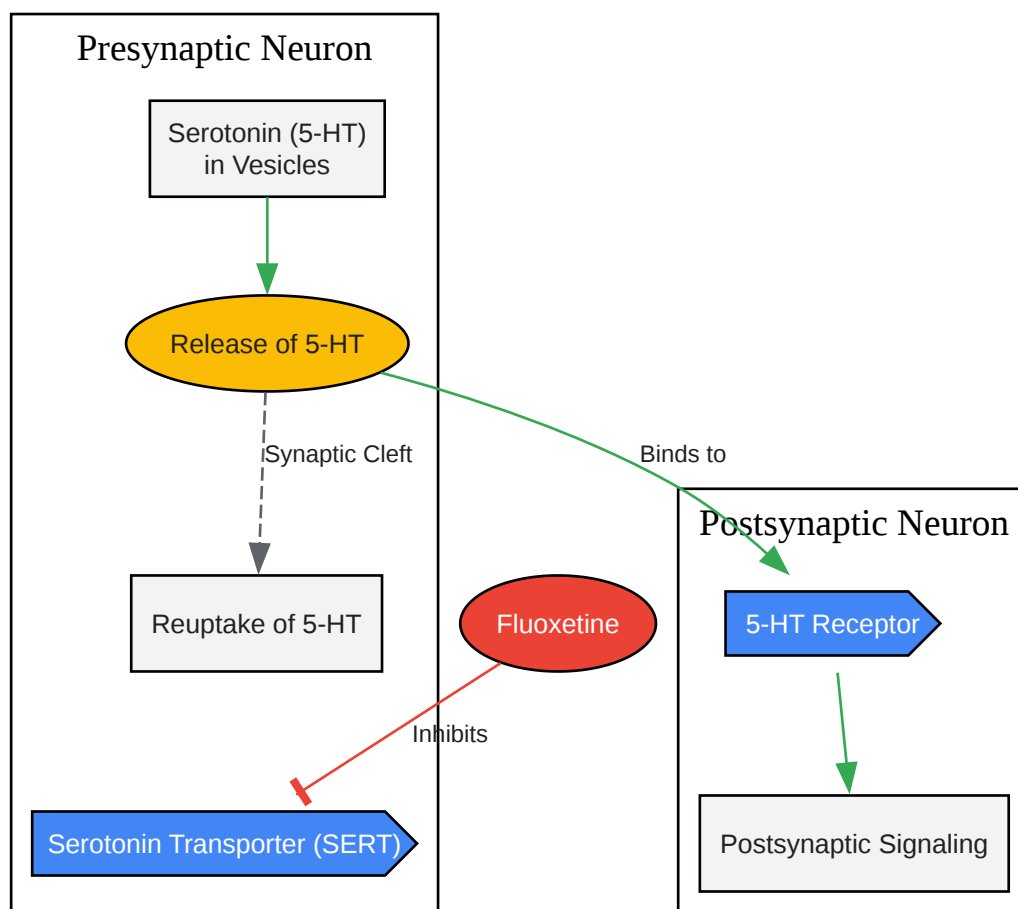 Presynaptic Neuron
Serotonin (5-HT)
in Vesicles
Release of 5-HT
Synaptic Cleft
Binds to
Postsynaptic Neuron
Reuptake of 5-HT
Fluoxetine
5-HT Receptor
Inhibits
Serotonin Transporter (SERT)
Postsynaptic Signaling